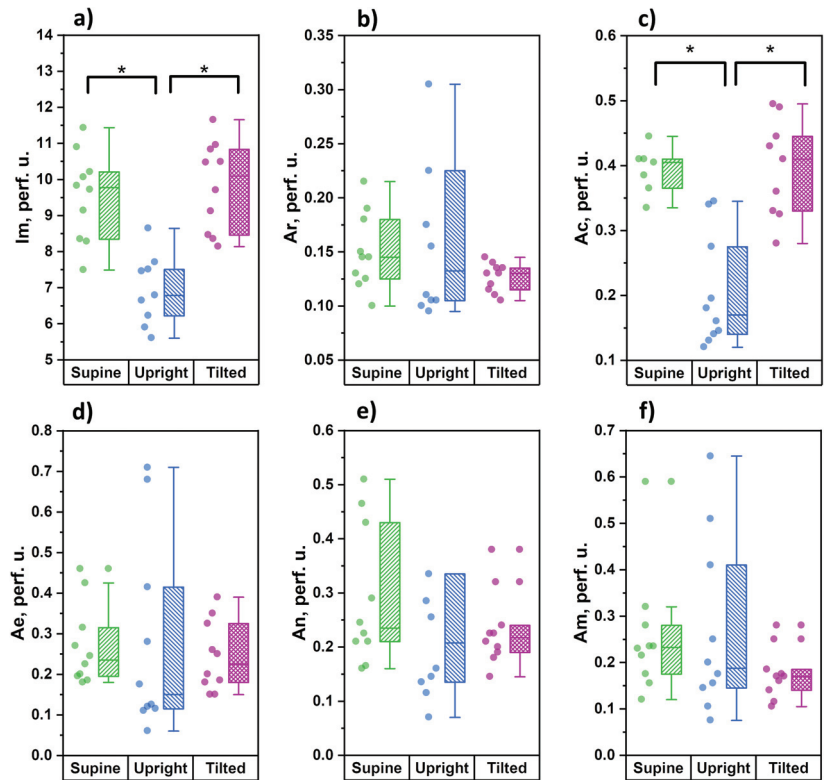 a)
Im, perf. u.
14
13
12
11
10
9
8
7
6
5
* *
Supine Upright Tilted
b)
Ar, perf. u.
0.35
0.30
0.25
0.20
0.15
0.10
0.05
Supine Upright Tilted
c)
Ac, perf. u.
0.6
0.5
0.4
0.3
0.2
0.1
* *
Supine Upright Tilted
d)
Ae, perf. u.
0.8
0.7
0.6
0.5
0.4
0.3
0.2
0.1
0.0
Supine Upright Tilted
e)
An, perf. u.
0.6
0.5
0.4
0.3
0.2
0.1
0.0
Supine Upright Tilted
f)
Am, perf. u.
0.7
0.6
0.5
0.4
0.3
0.2
0.1
0.0
Supine Upright Tilted